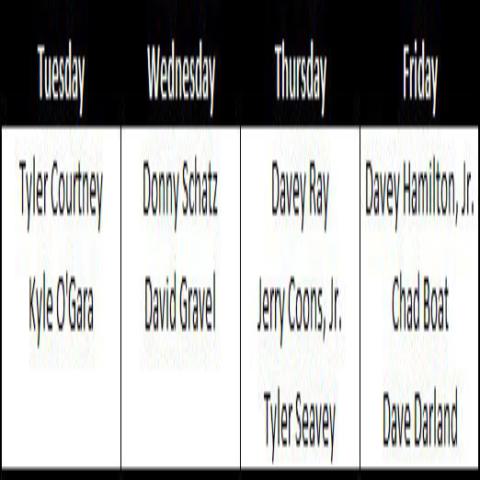 Tuesday Wednesday Thursday Friday
Tyler Courtney Donny Schatz Davey Ray Davey Hamilton, Jr.
Kyle O'Gara David Gravel Jerry Coons, Jr. Chad Boat
Tyler Seavey Dave Darland